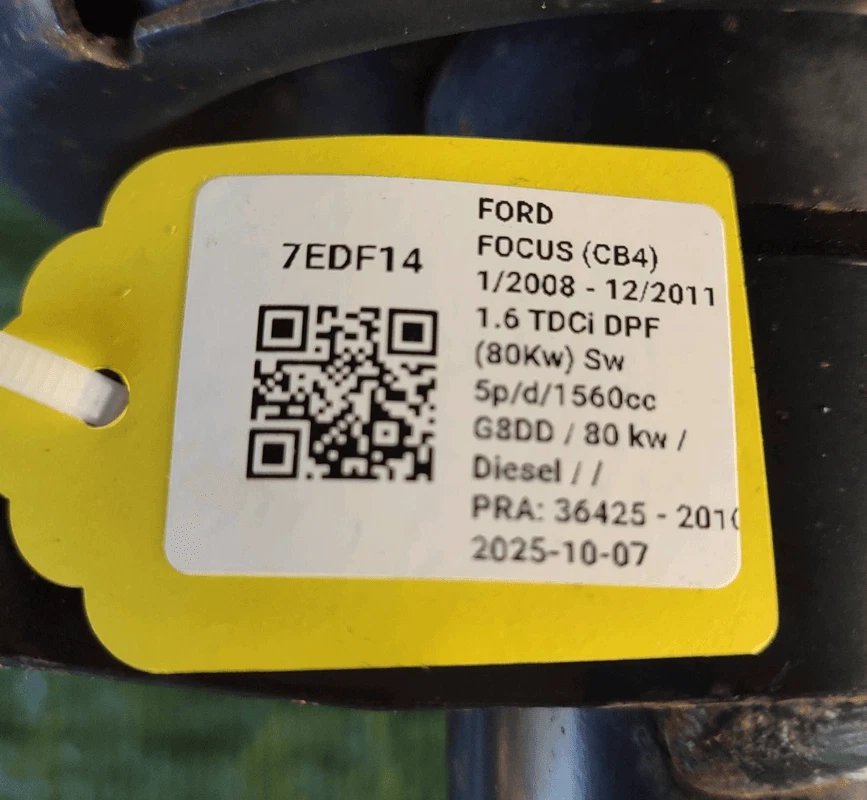 7EDF14
FORD
FOCUS (CB4)
1/2008 - 12/2011
1.6 TDCi DPF
(80Kw) Sw
5p/d/1560cc
G8DD / 80 kw /
Diesel / /
PRA: 36425 - 201
2025-10-07